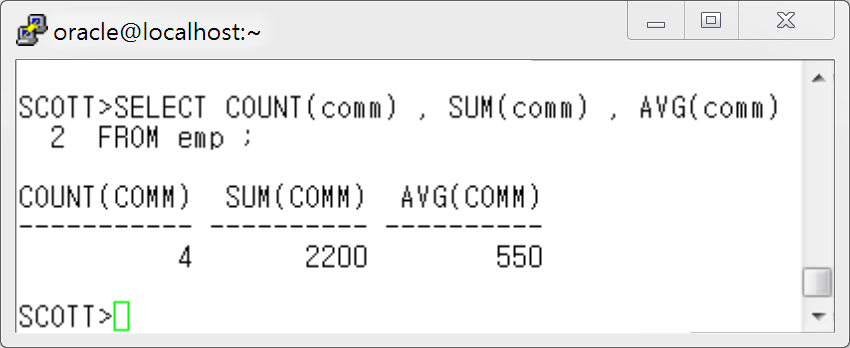 oracle@localhost:~
SCOTT>SELECT COUNT(comm) , SUM(comm) , AVG(comm)
  2  FROM emp ;
COUNT(COMM)  SUM(COMM)  AVG(COMM)
----------- ---------- ----------
          4       2200        550
SCOTT>